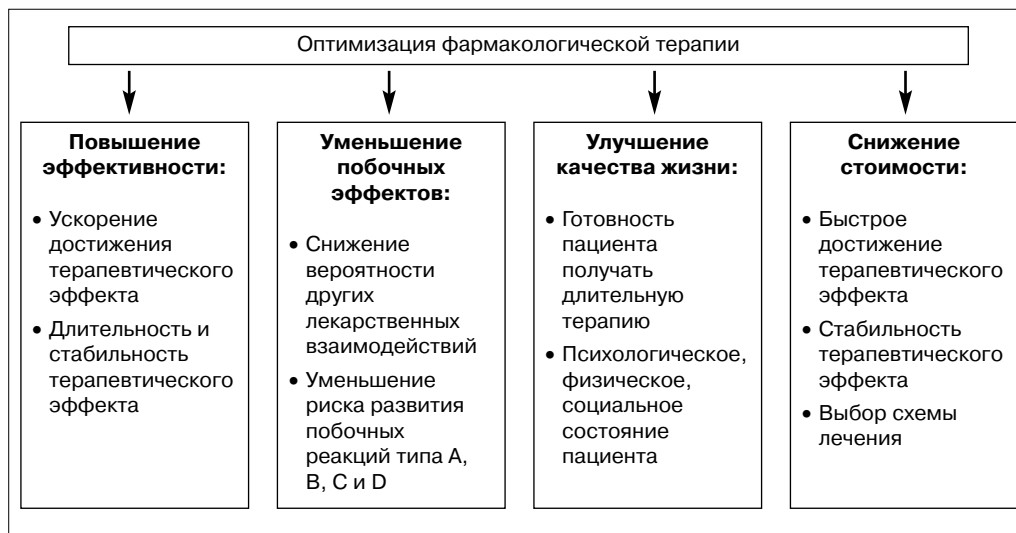 Оптимизация фармакологической терапии
Повышение
эффективности:
• Ускорение
достижения
терапевтического
эффекта
• Длительность и
стабильность
терапевтического
эффекта
Уменьшение
побочных
эффектов:
• Снижение
вероятности
других
лекарственных
взаимодействий
• Уменьшение
риска развития
побочных
реакций типа А,
В, С и D
Улучшение
качества жизни:
• Готовность
пациента
получать
длительную
терапию
• Психологическое,
физическое,
социальное
состояние
пациента
Снижение
стоимости:
• Быстрое
достижение
терапевтического
эффекта
• Стабильность
терапевтического
эффекта
• Выбор схемы
лечения